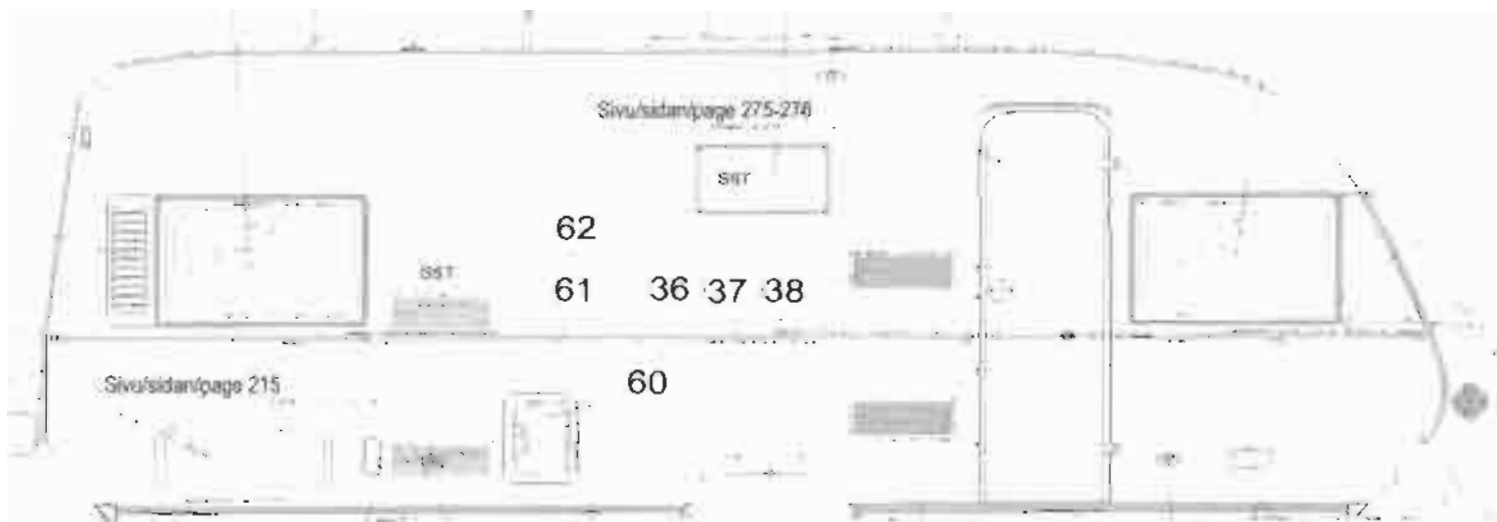 Sivu/sidan/page 275-276
SST
62
SST
61 36 37 38
Sivu/sidan/page 215
60